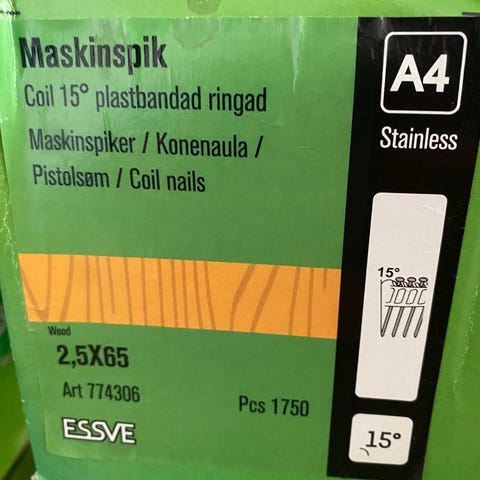 Maskinspik
Coil 15° plastbandad ringad
Maskinspiker / Konenaula /
Pistolsøm / Coil nails
A4
Stainless
15°
Wood
2,5X65
Art 774306
Pcs 1750
ESSVE
15°